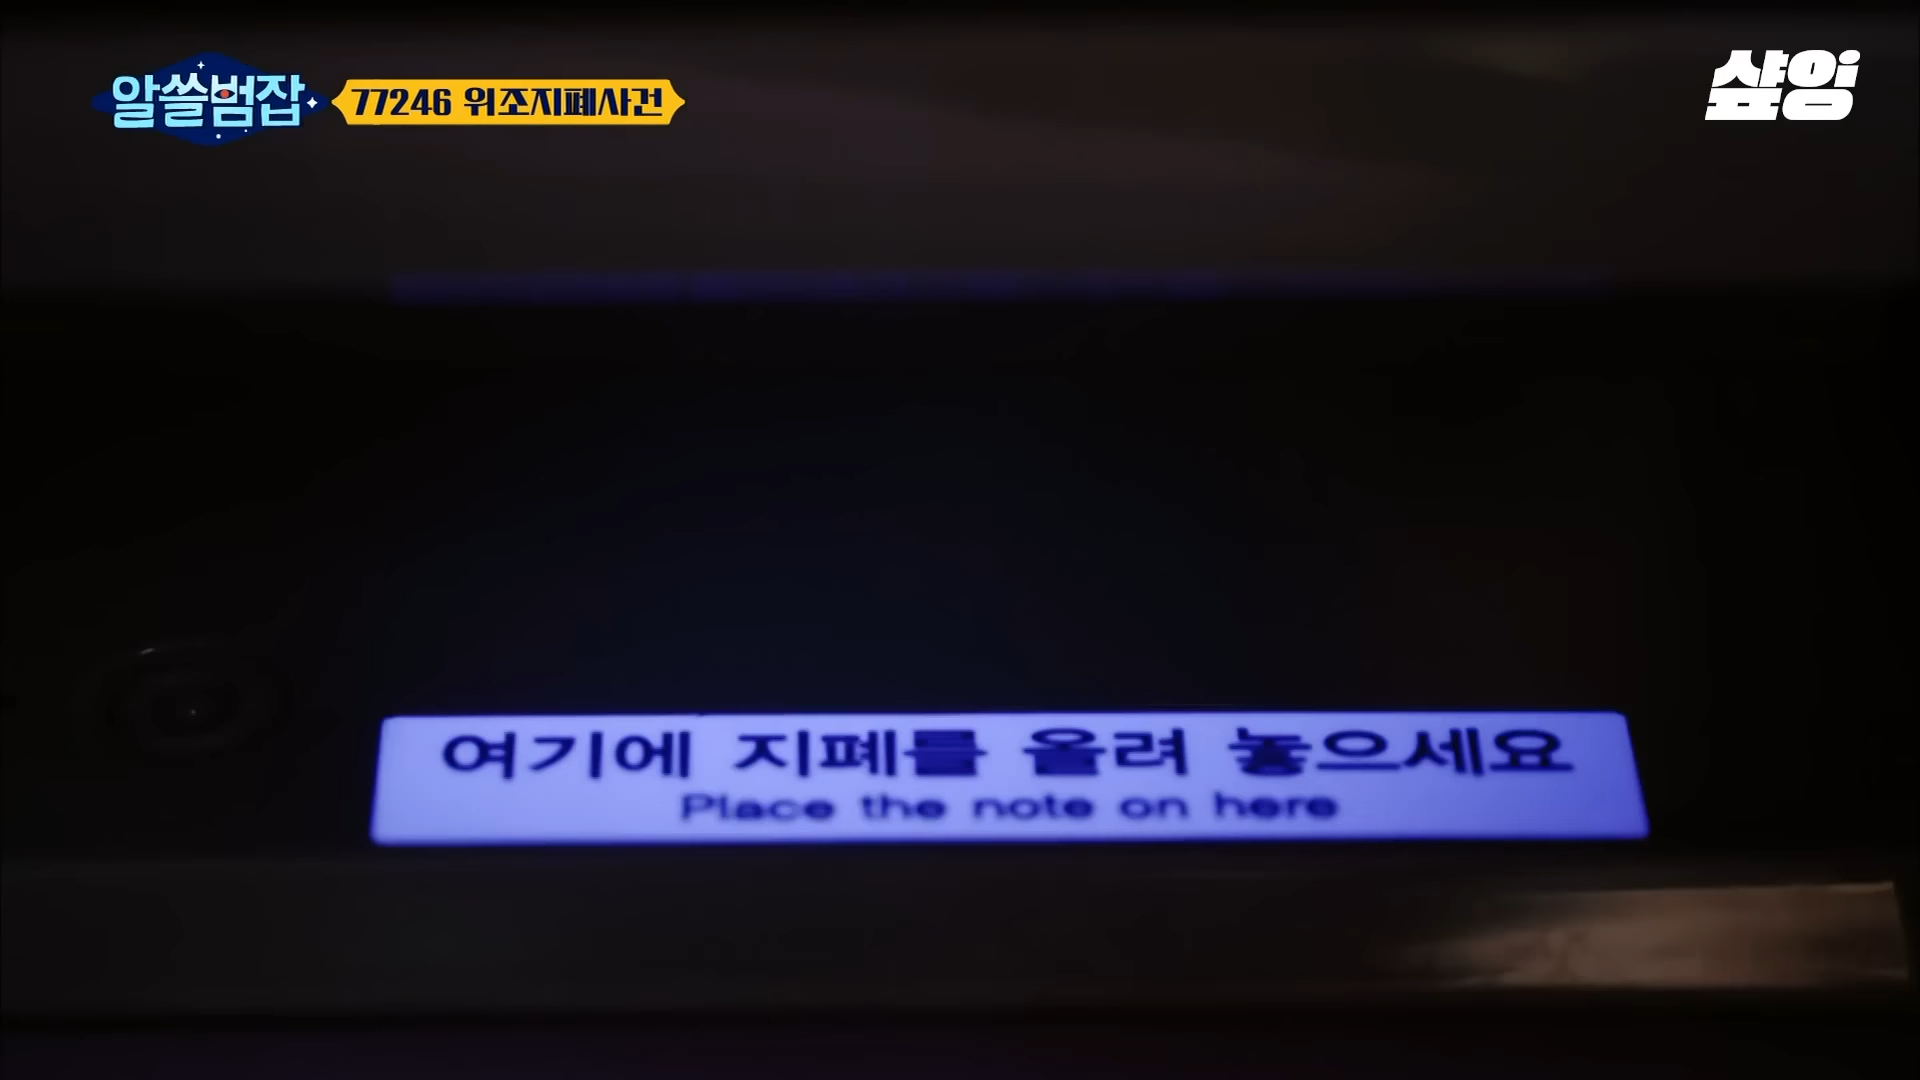 알쓸범잡
77246 위조지폐사건
샾잉
여기에 지폐를 올려 놓으세요
Place the note on here